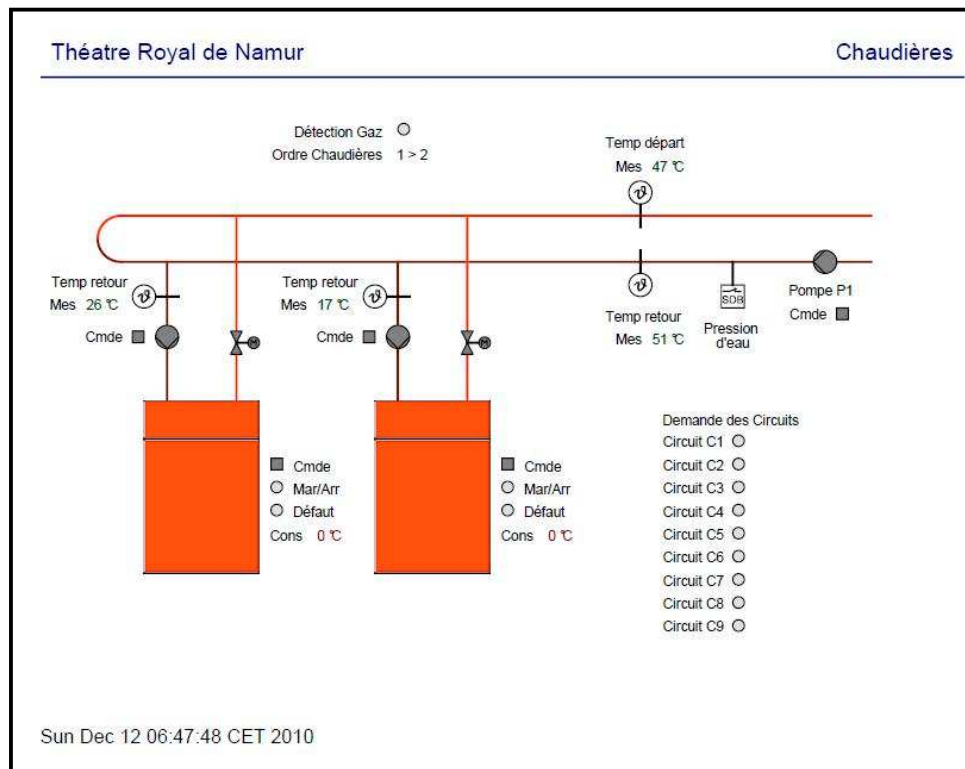 Théatre Royal de Namur
Chaudières
Détection Gaz
Ordre Chaudières 1 > 2
Temp départ
Mes 47 °C
Temp retour
Mes 26 °C
Cmde
M
Temp retour
Mes 17 °C
Cmde
M
Temp retour
Mes 51 °C
SDB
Pression
d'eau
Pompe P1
Cmde
Cmde
Mar/Arr
Défaut
Cons 0 °C
Cmde
Mar/Arr
Défaut
Cons 0 °C
Demande des Circuits
Circuit C1
Circuit C2
Circuit C3
Circuit C4
Circuit C5
Circuit C6
Circuit C7
Circuit C8
Circuit C9
Sun Dec 12 06:47:48 CET 2010